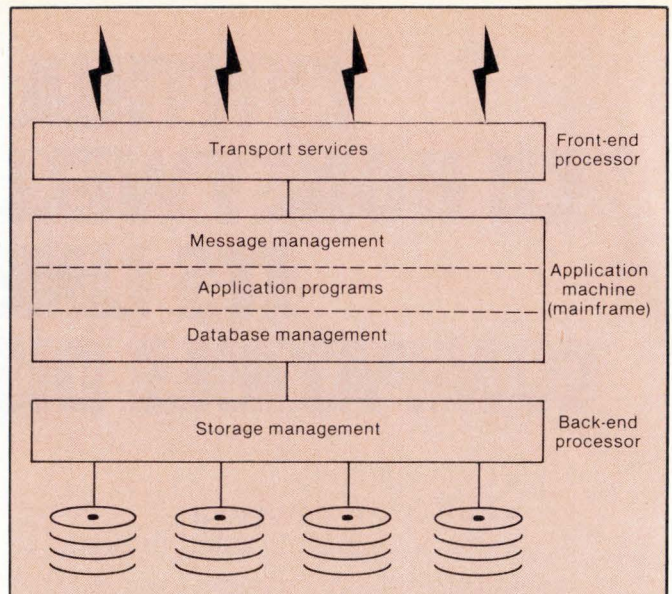 Transport services
Front-end
processor
Message management
Application programs
Database management
Application
machine
(mainframe)
Storage management
Back-end
processor